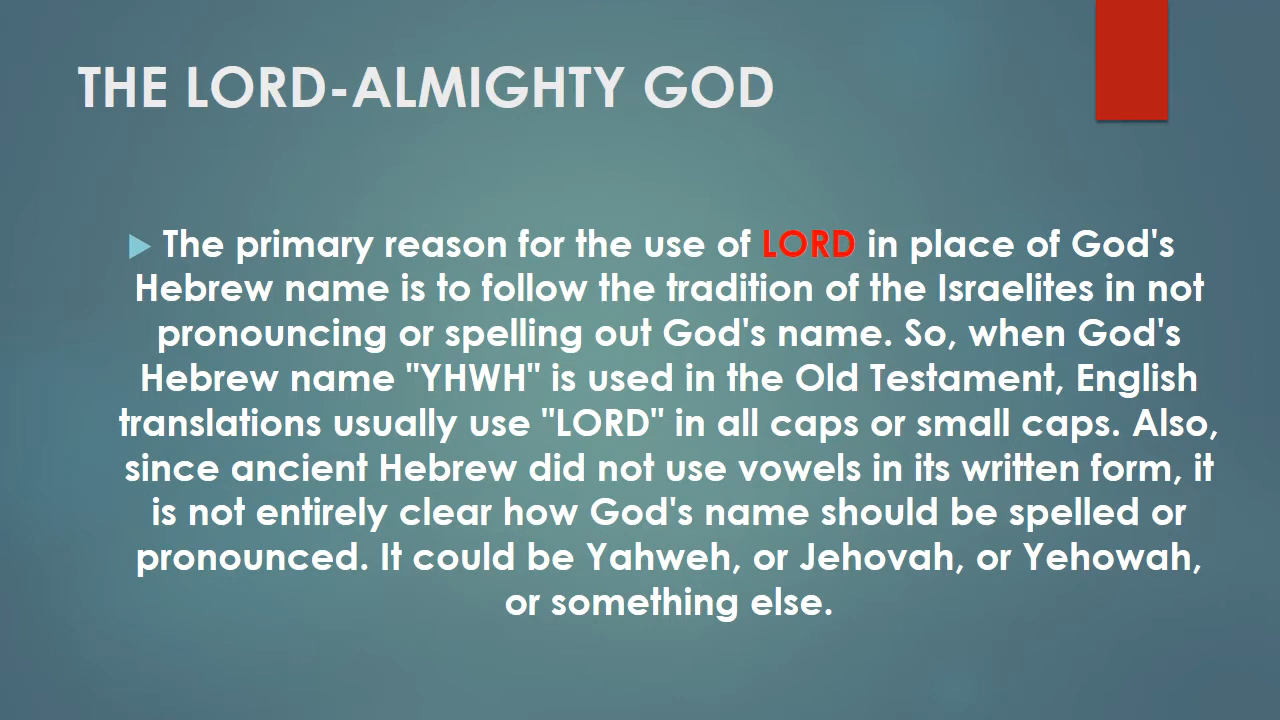 THE LORD-ALMIGHTY GOD
The primary reason for the use of LORD in place of God's
Hebrew name is to follow the tradition of the Israelites in not
pronouncing or spelling out God's name. So, when God's
Hebrew name "YHWH" is used in the Old Testament, English
translations usually use "LORD" in all caps or small caps. Also,
since ancient Hebrew did not use vowels in its written form, it
is not entirely clear how God's name should be spelled or
pronounced. It could be Yahweh, or Jehovah, or Yehowah,
or something else.